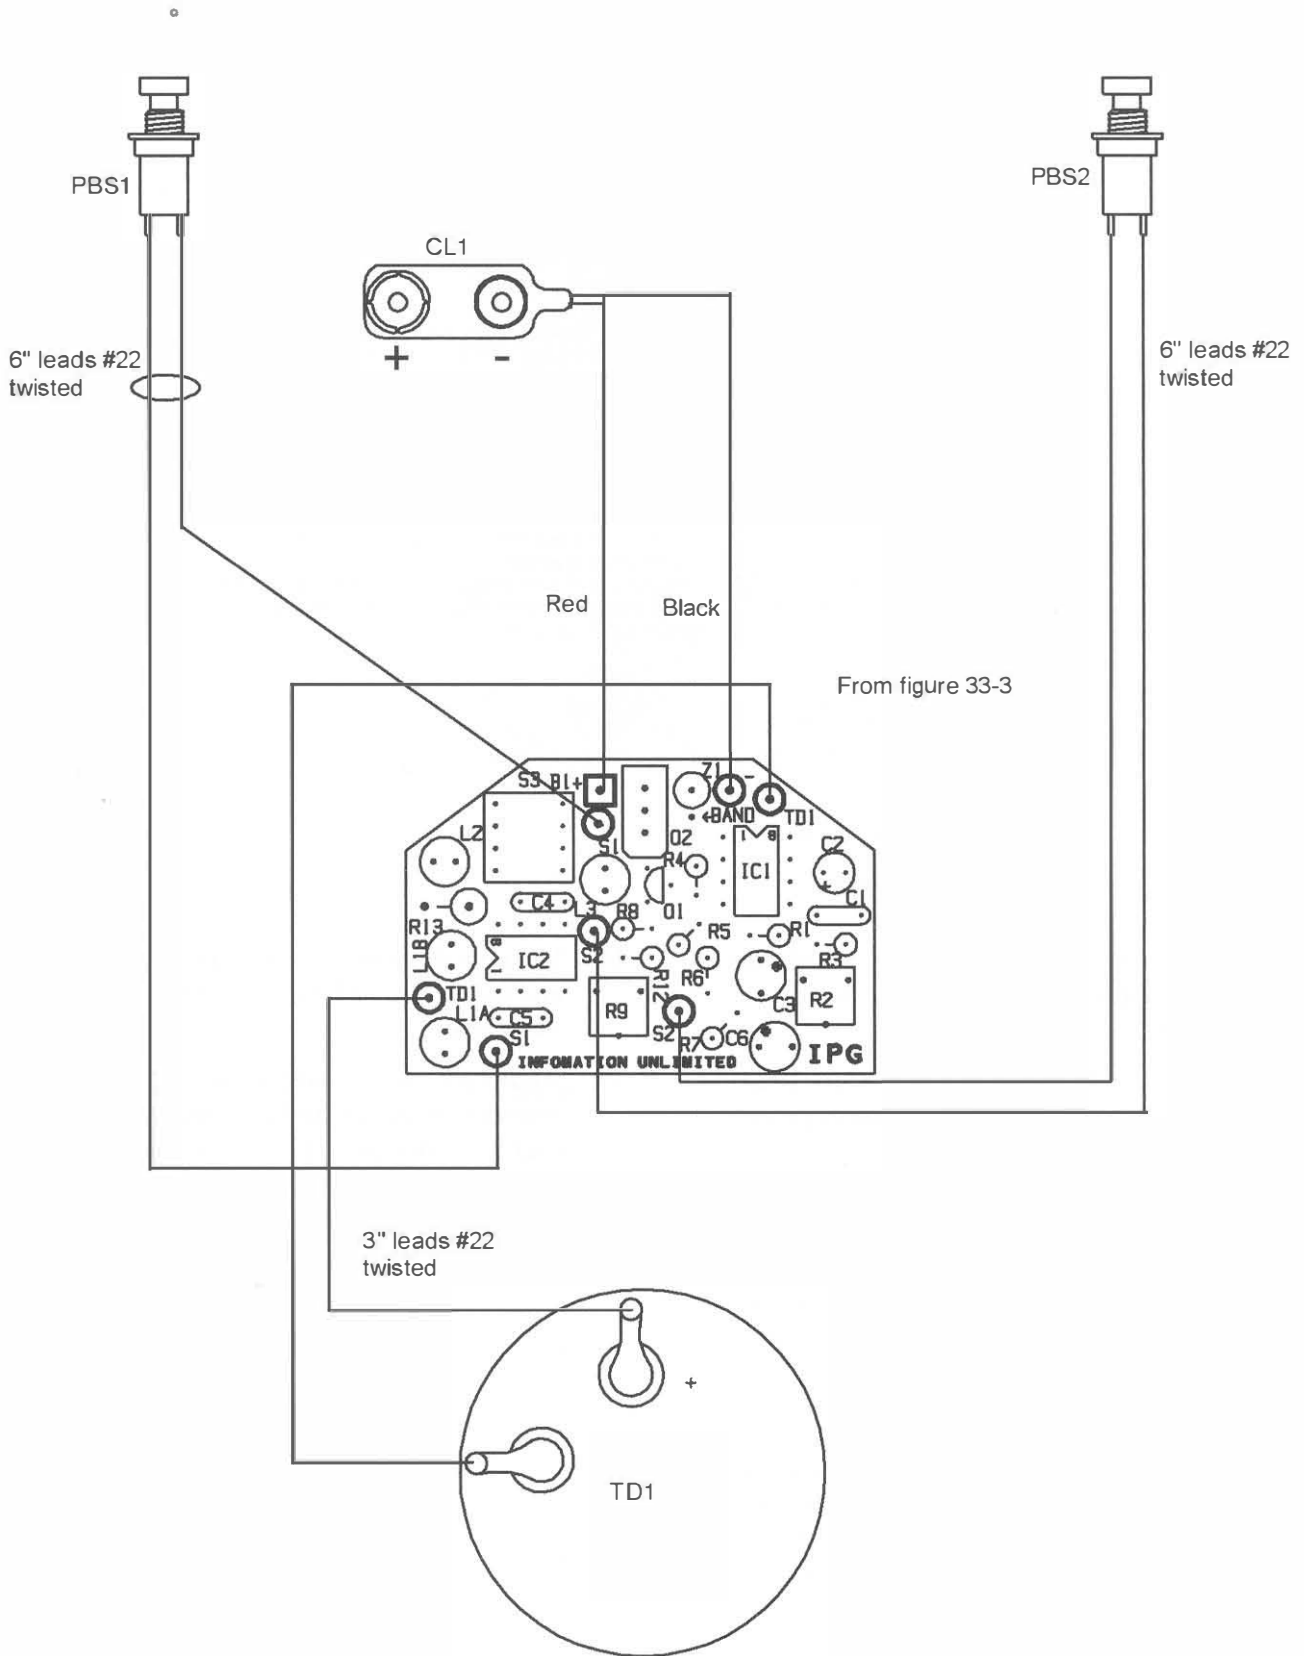 PBS1
PBS2
CL1
+ -
6" leads #22
twisted
6" leads #22
twisted
Red
Black
From figure 33-3
S3 B1+
Z1 -
←BAND
TD1
S1
Q2
L2
R4
IC1
C2
C4
L3
R8
Q1
C1
R13
R5
R1
S2
R3
L1B
IC2
R12
R6
TD1
R9
C3
R2
L1A
C5
S1
S2
R7
C6
INFOMATION UNLIMITED
IPG
3" leads #22
twisted
+
TD1